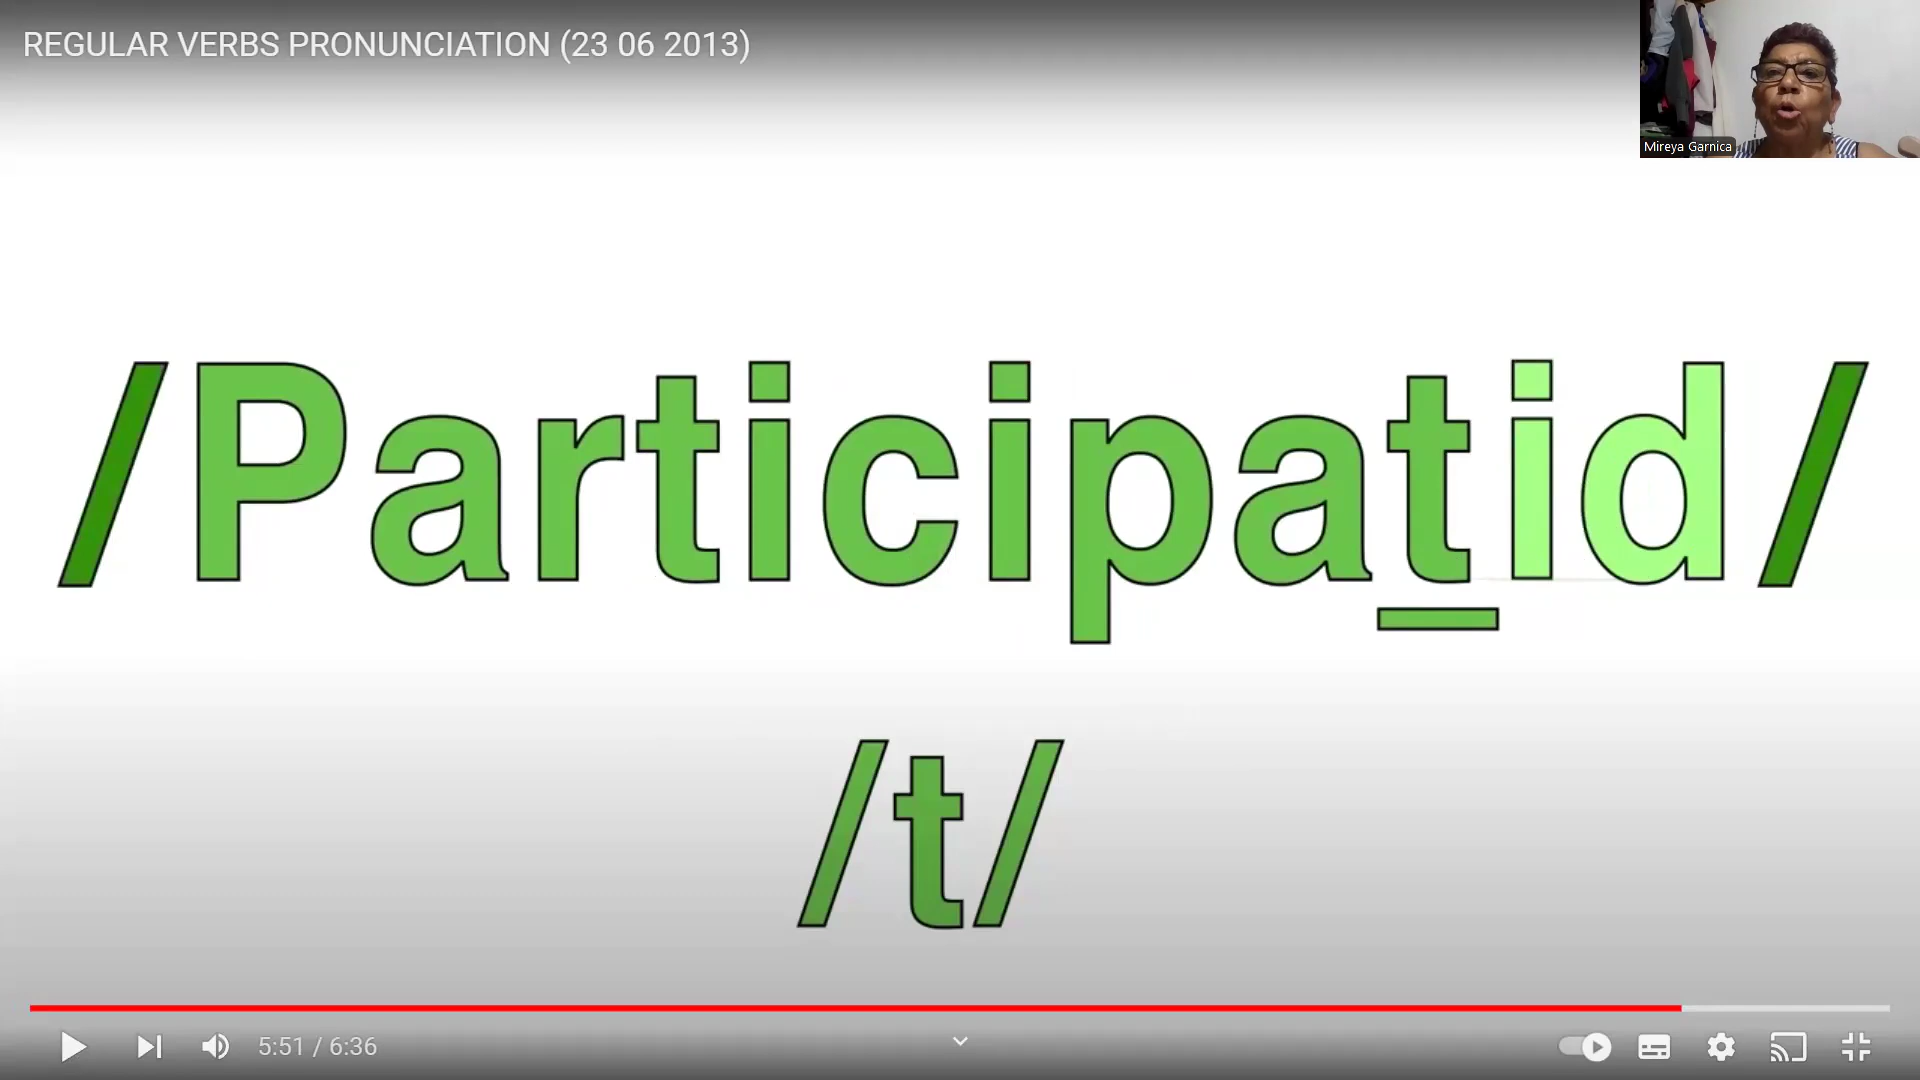 REGULAR VERBS PRONUNCIATION (23 06 2013)
Mireya Garnica
/Participatid/
/t/
5:51 / 6:36